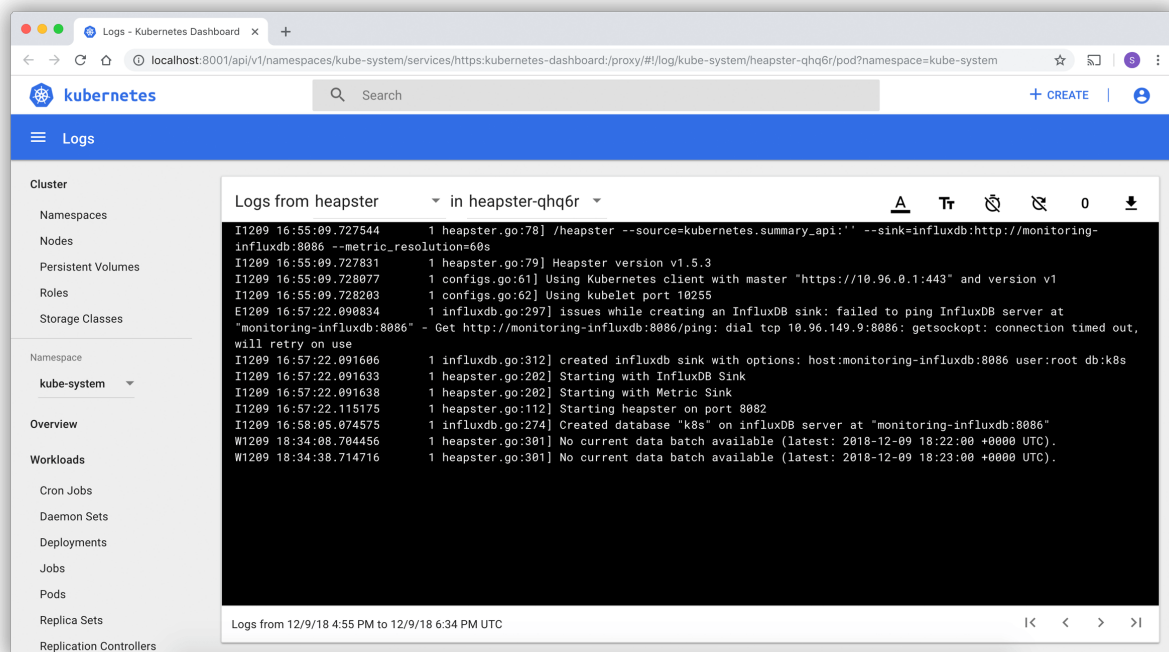 Logs - Kubernetes Dashboard
localhost:8001/api/v1/namespaces/kube-system/services/https:kubernetes-dashboard:/proxy/#!/log/kube-system/heapster-qhq6r/pod?namespace=kube-system
S
kubernetes
Search
+ CREATE
Logs
Cluster
Namespaces
Nodes
Persistent Volumes
Roles
Storage Classes
Namespace
kube-system
Overview
Workloads
Cron Jobs
Daemon Sets
Deployments
Jobs
Pods
Replica Sets
Replication Controllers
Logs from heapster in heapster-qhq6r
A Tт 0
I1209 16:55:09.727544 1 heapster.go:78] /heapster --source=kubernetes.summary_api:'' --sink=influxdb:http://monitoring-
influxdb:8086 --metric_resolution=60s
I1209 16:55:09.727831 1 heapster.go:79] Heapster version v1.5.3
I1209 16:55:09.728077 1 configs.go:61] Using Kubernetes client with master "https://10.96.0.1:443" and version v1
I1209 16:55:09.728203 1 configs.go:62] Using kubelet port 10255
E1209 16:57:22.090834 1 influxdb.go:297] issues while creating an InfluxDB sink: failed to ping InfluxDB server at
"monitoring-influxdb:8086" - Get http://monitoring-influxdb:8086/ping: dial tcp 10.96.149.9:8086: getsockopt: connection timed out,
will retry on use
I1209 16:57:22.091606 1 influxdb.go:312] created influxdb sink with options: host:monitoring-influxdb:8086 user:root db:k8s
I1209 16:57:22.091633 1 heapster.go:202] Starting with InfluxDB Sink
I1209 16:57:22.091638 1 heapster.go:202] Starting with Metric Sink
I1209 16:57:22.115175 1 heapster.go:112] Starting heapster on port 8082
I1209 16:58:05.074575 1 influxdb.go:274] Created database "k8s" on influxDB server at "monitoring-influxdb:8086"
W1209 18:34:08.704456 1 heapster.go:301] No current data batch available (latest: 2018-12-09 18:22:00 +0000 UTC).
W1209 18:34:38.714716 1 heapster.go:301] No current data batch available (latest: 2018-12-09 18:23:00 +0000 UTC).
Logs from 12/9/18 4:55 PM to 12/9/18 6:34 PM UTC